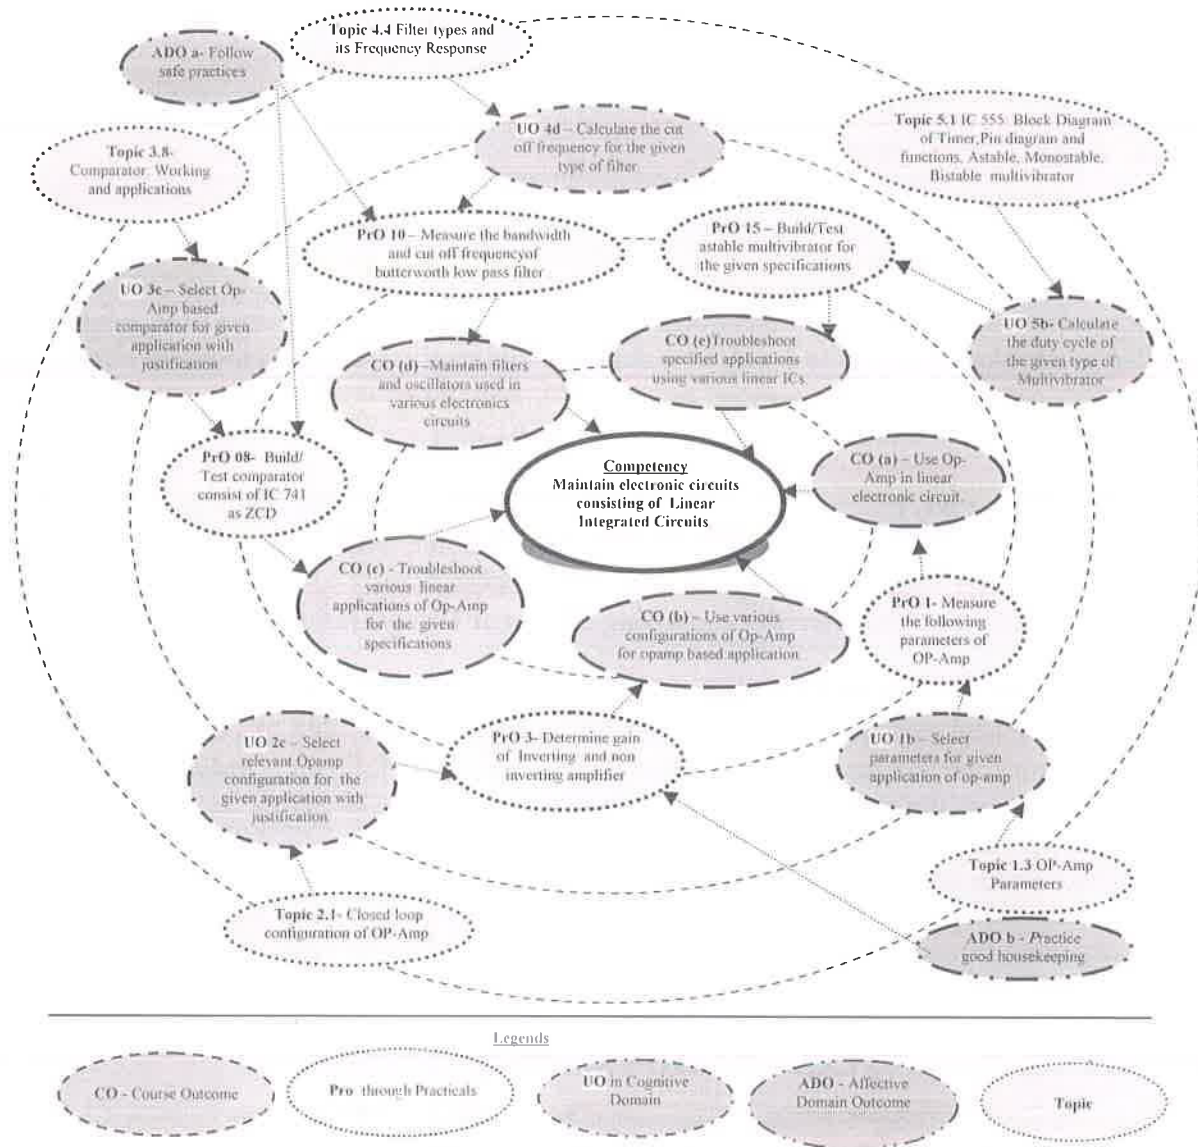 Topic 4.4 Filter types and
its Frequency Response
ADO a- Follow
safe practices
UO 4d – Calculate the cut
off frequency for the given
type of filter
Topic 5.1 IC 555 Block Diagram
of Timer,Pin diagram and
functions, Astable, Monostable,
Bistable multivibrator
Topic 3.8-
Comparator, Working
and applications
PrO 10 – Measure the bandwidth
and cut off frequencyof
butterworth low pass filter
PrO 15 – Build/Test
astable multivibrator for
the given specifications
UO 3c – Select Op-
Amp based
comparator for given
application with
justification
UO 5b- Calculate
the duty cycle of
the given type of
Multivibrator
CO (d) –Maintain filters
and oscillators used in
various electronics
circuits
CO (e)Troubleshoot
specified applications
using various linear ICs.
PrO 08- Build/
Test comparator
consist of IC 741
as ZCD
Competency
Maintain electronic circuits
consisting of Linear
Integrated Circuits
CO (a) – Use Op-
Amp in linear
electronic circuit.
CO (c) - Troubleshoot
various linear
applications of Op-Amp
for the given
specifications
CO (b) – Use various
configurations of Op-Amp
for opamp based application
PrO 1- Measure
the following
parameters of
OP-Amp
UO 2c – Select
relevant Opamp
configuration for the
given application with
justification
PrO 3- Determine gain
of Inverting and non
inverting amplifier
UO 1b – Select
parameters for given
application of op-amp
Topic 2.1- Closed loop
configuration of OP-Amp
Topic 1.3 OP-Amp
Parameters
ADO b - Practice
good housekeeping
Legends
CO - Course Outcome
Pro through Practicals
UO in Cognitive
Domain
ADO - Affective
Domain Outcome
Topic